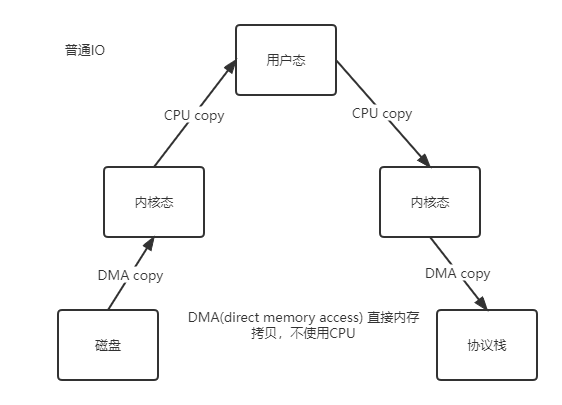 普通IO
用户态
CPU copy
CPU copy
内核态
内核态
DMA copy
DMA copy
磁盘
DMA(direct memory access) 直接内存
拷贝，不使用CPU
协议栈